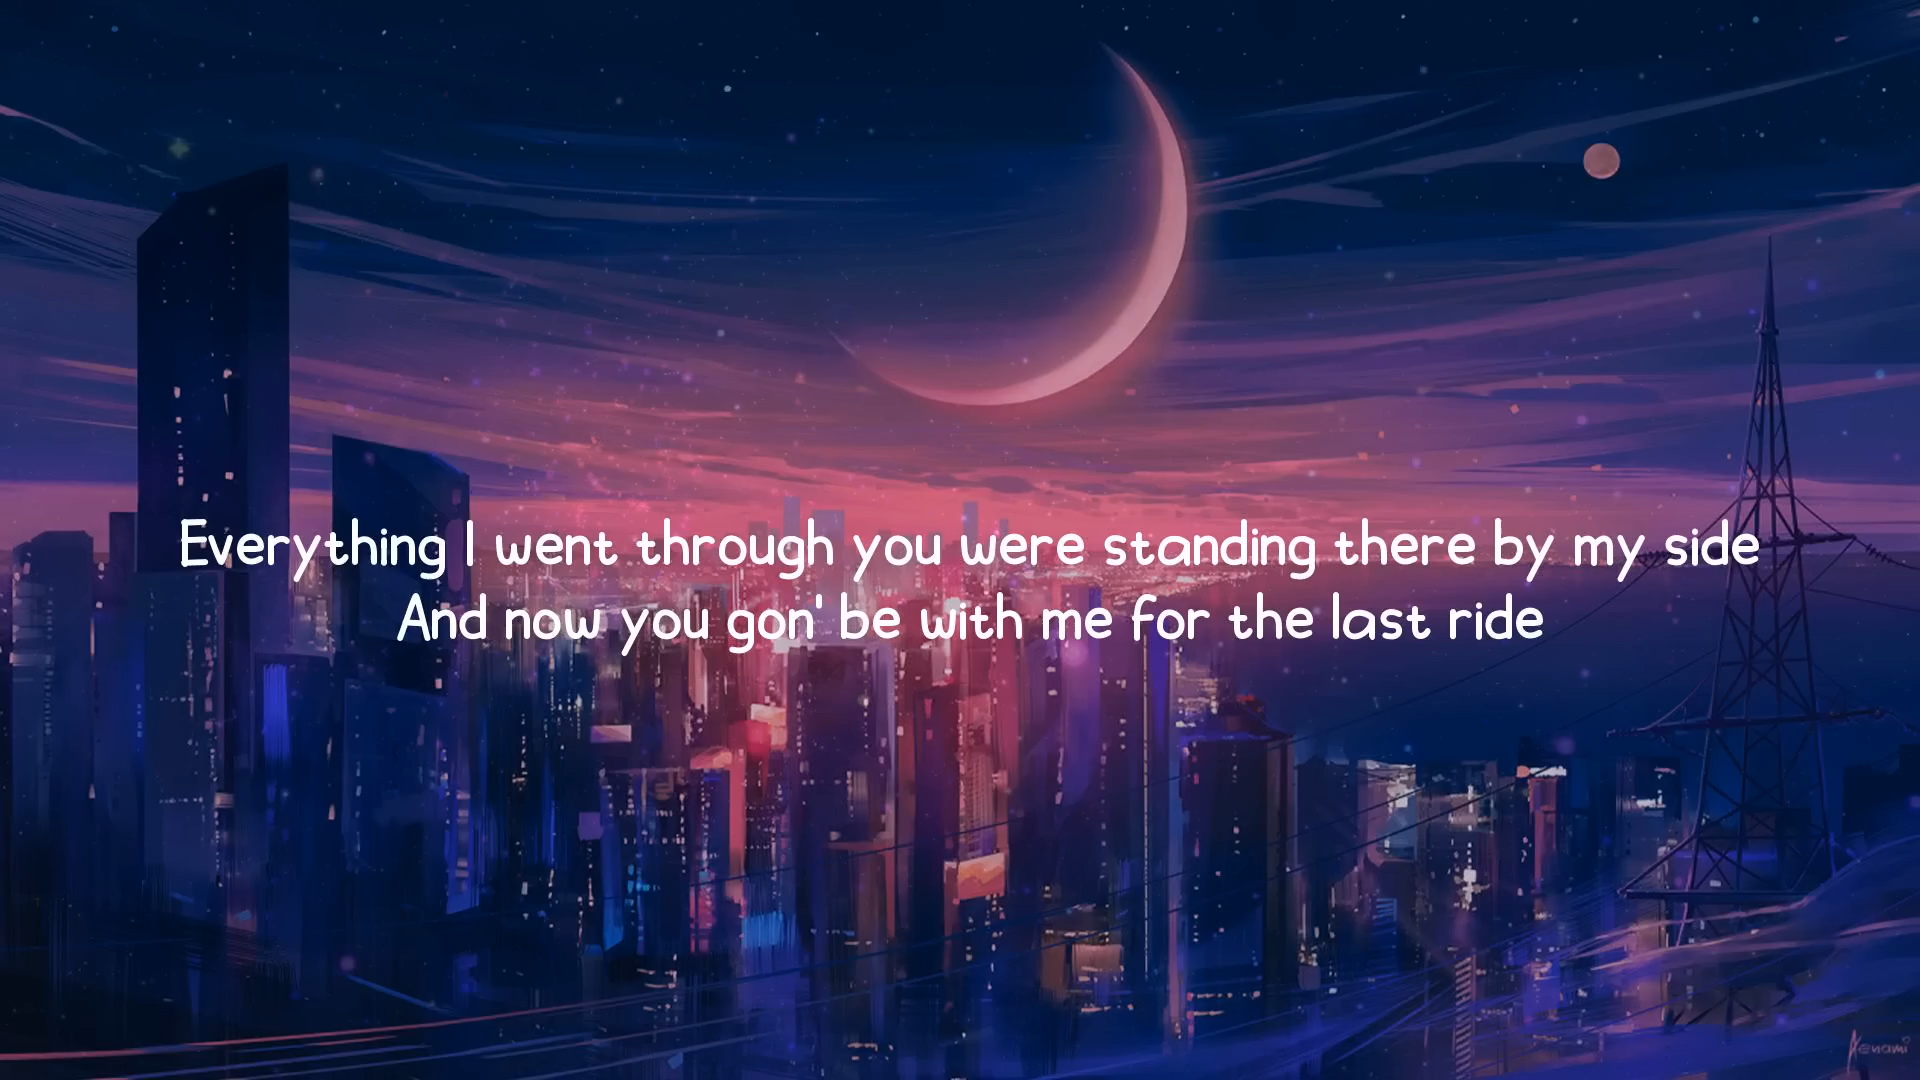 Everything I went through you were standing there by my side
And now you gon' be with me for the last ride
Aenami